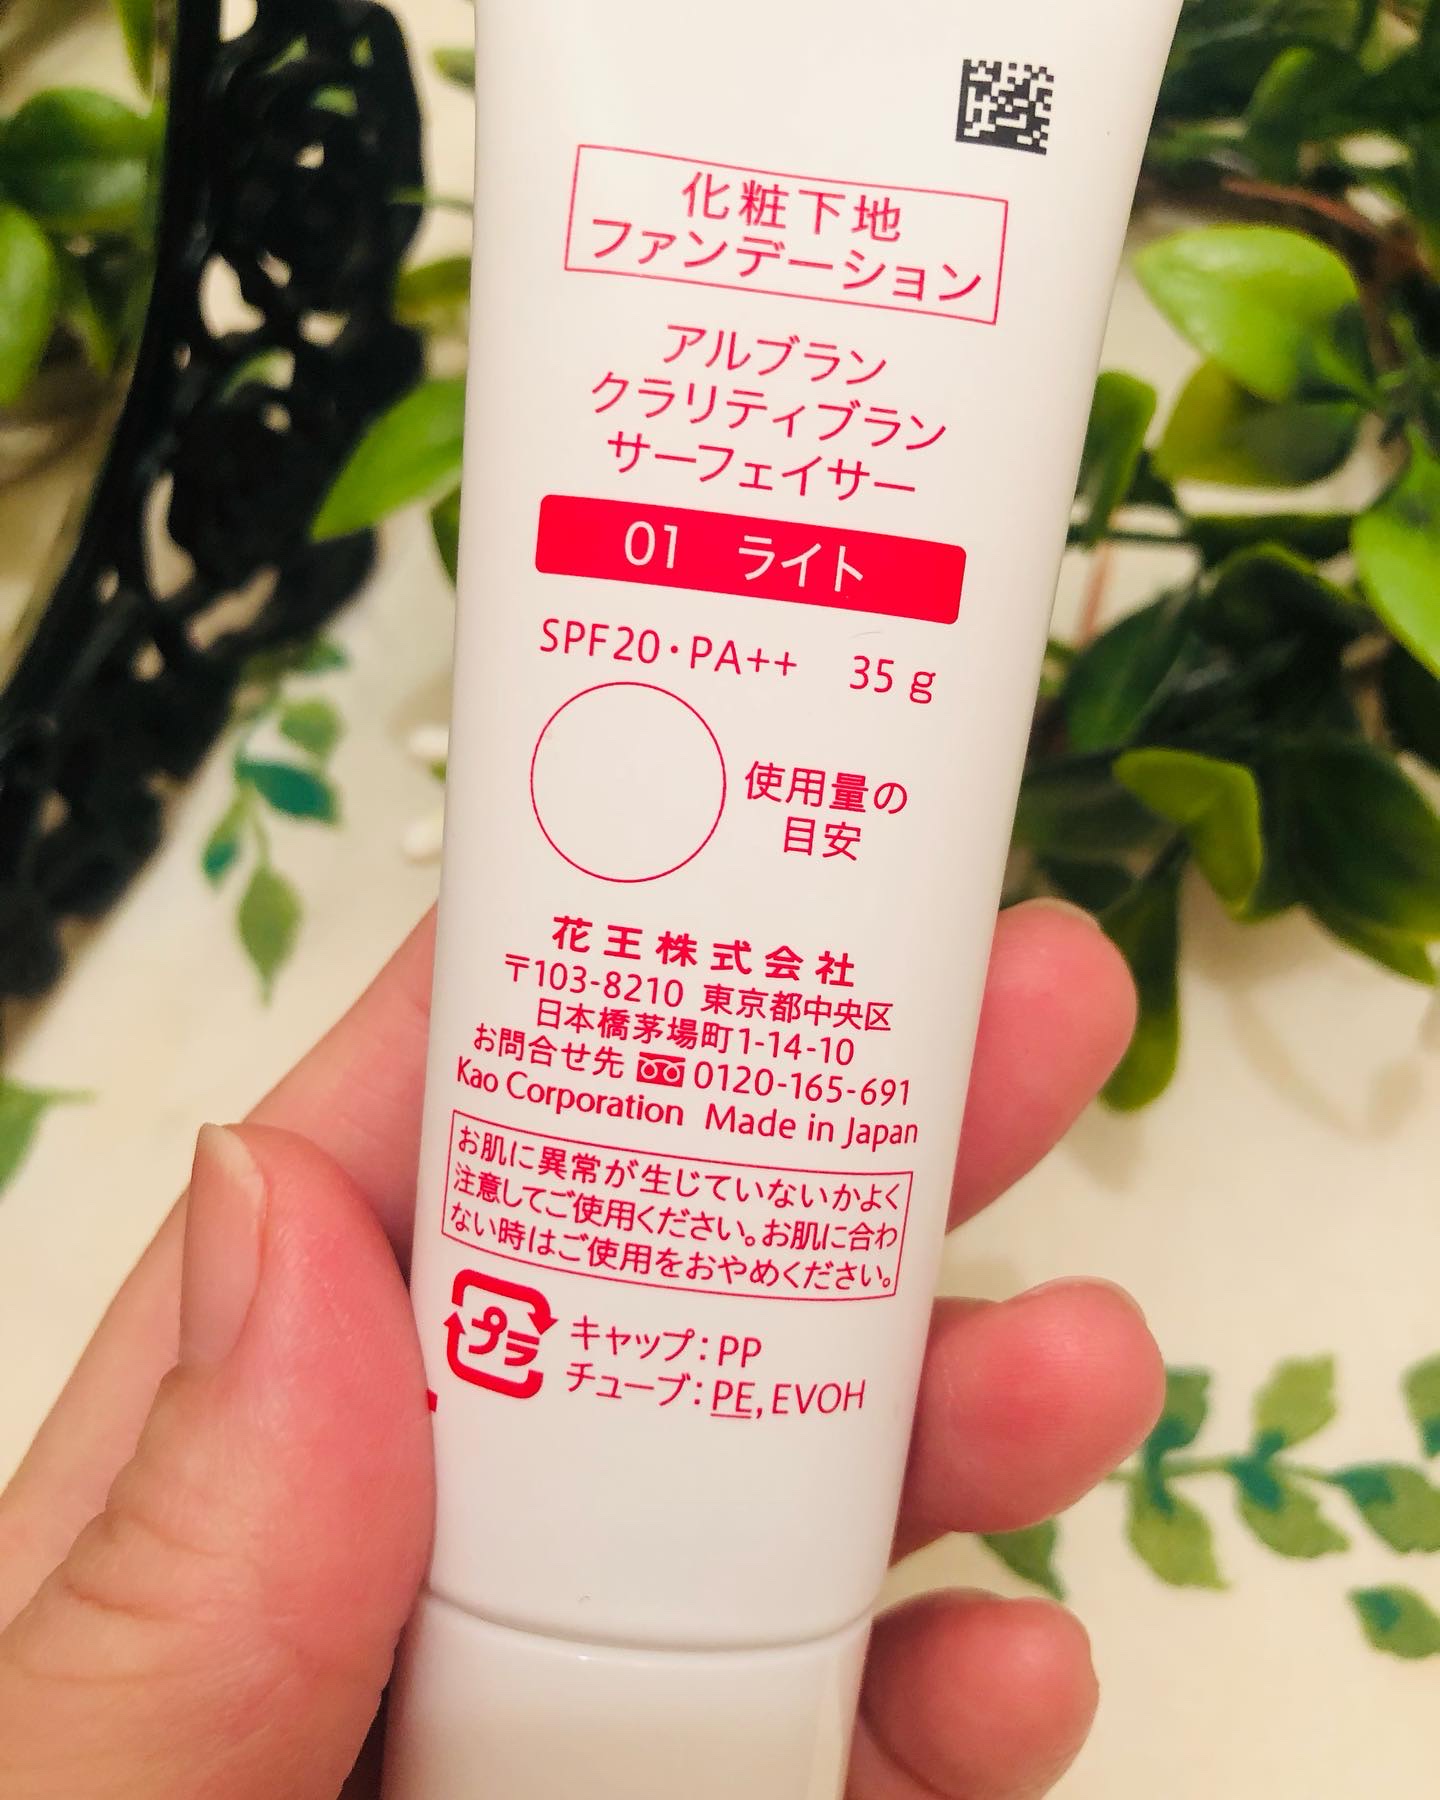 化粧下地
ファンデーション
アルブラン
クラリティブラン
サーフェイサー
01 ライト
SPF20・PA++ 35g
使用量の
目安
花王株式会社
〒103-8210 東京都中央区
日本橋茅場町1-14-10
お問合せ先 0120-165-691
Kao Corporation Made in Japan
お肌に異常が生じていないかよく
注意してご使用ください。お肌に合わ
ない時はご使用をおやめください。
プラ
キャップ:PP
チューブ:PE,EVOH